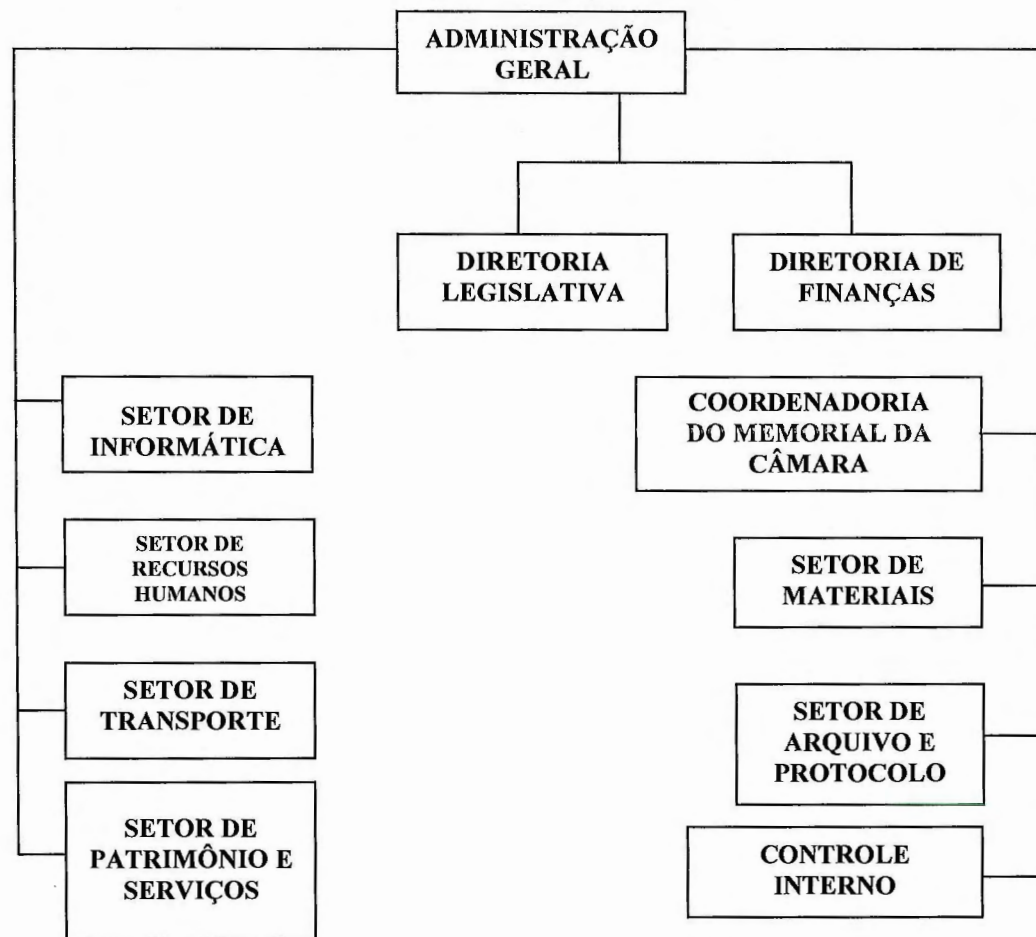 ADMINISTRAÇÃO
GERAL
DIRETORIA
LEGISLATIVA
DIRETORIA DE
FINANÇAS
SETOR DE
INFORMÁTICA
COORDENADORIA
DO MEMORIAL DA
CÂMARA
SETOR DE
RECURSOS
HUMANOS
SETOR DE
MATERIAIS
SETOR DE
TRANSPORTE
SETOR DE
ARQUIVO E
PROTOCOLO
SETOR DE
PATRIMÔNIO E
SERVIÇOS
CONTROLE
INTERNO